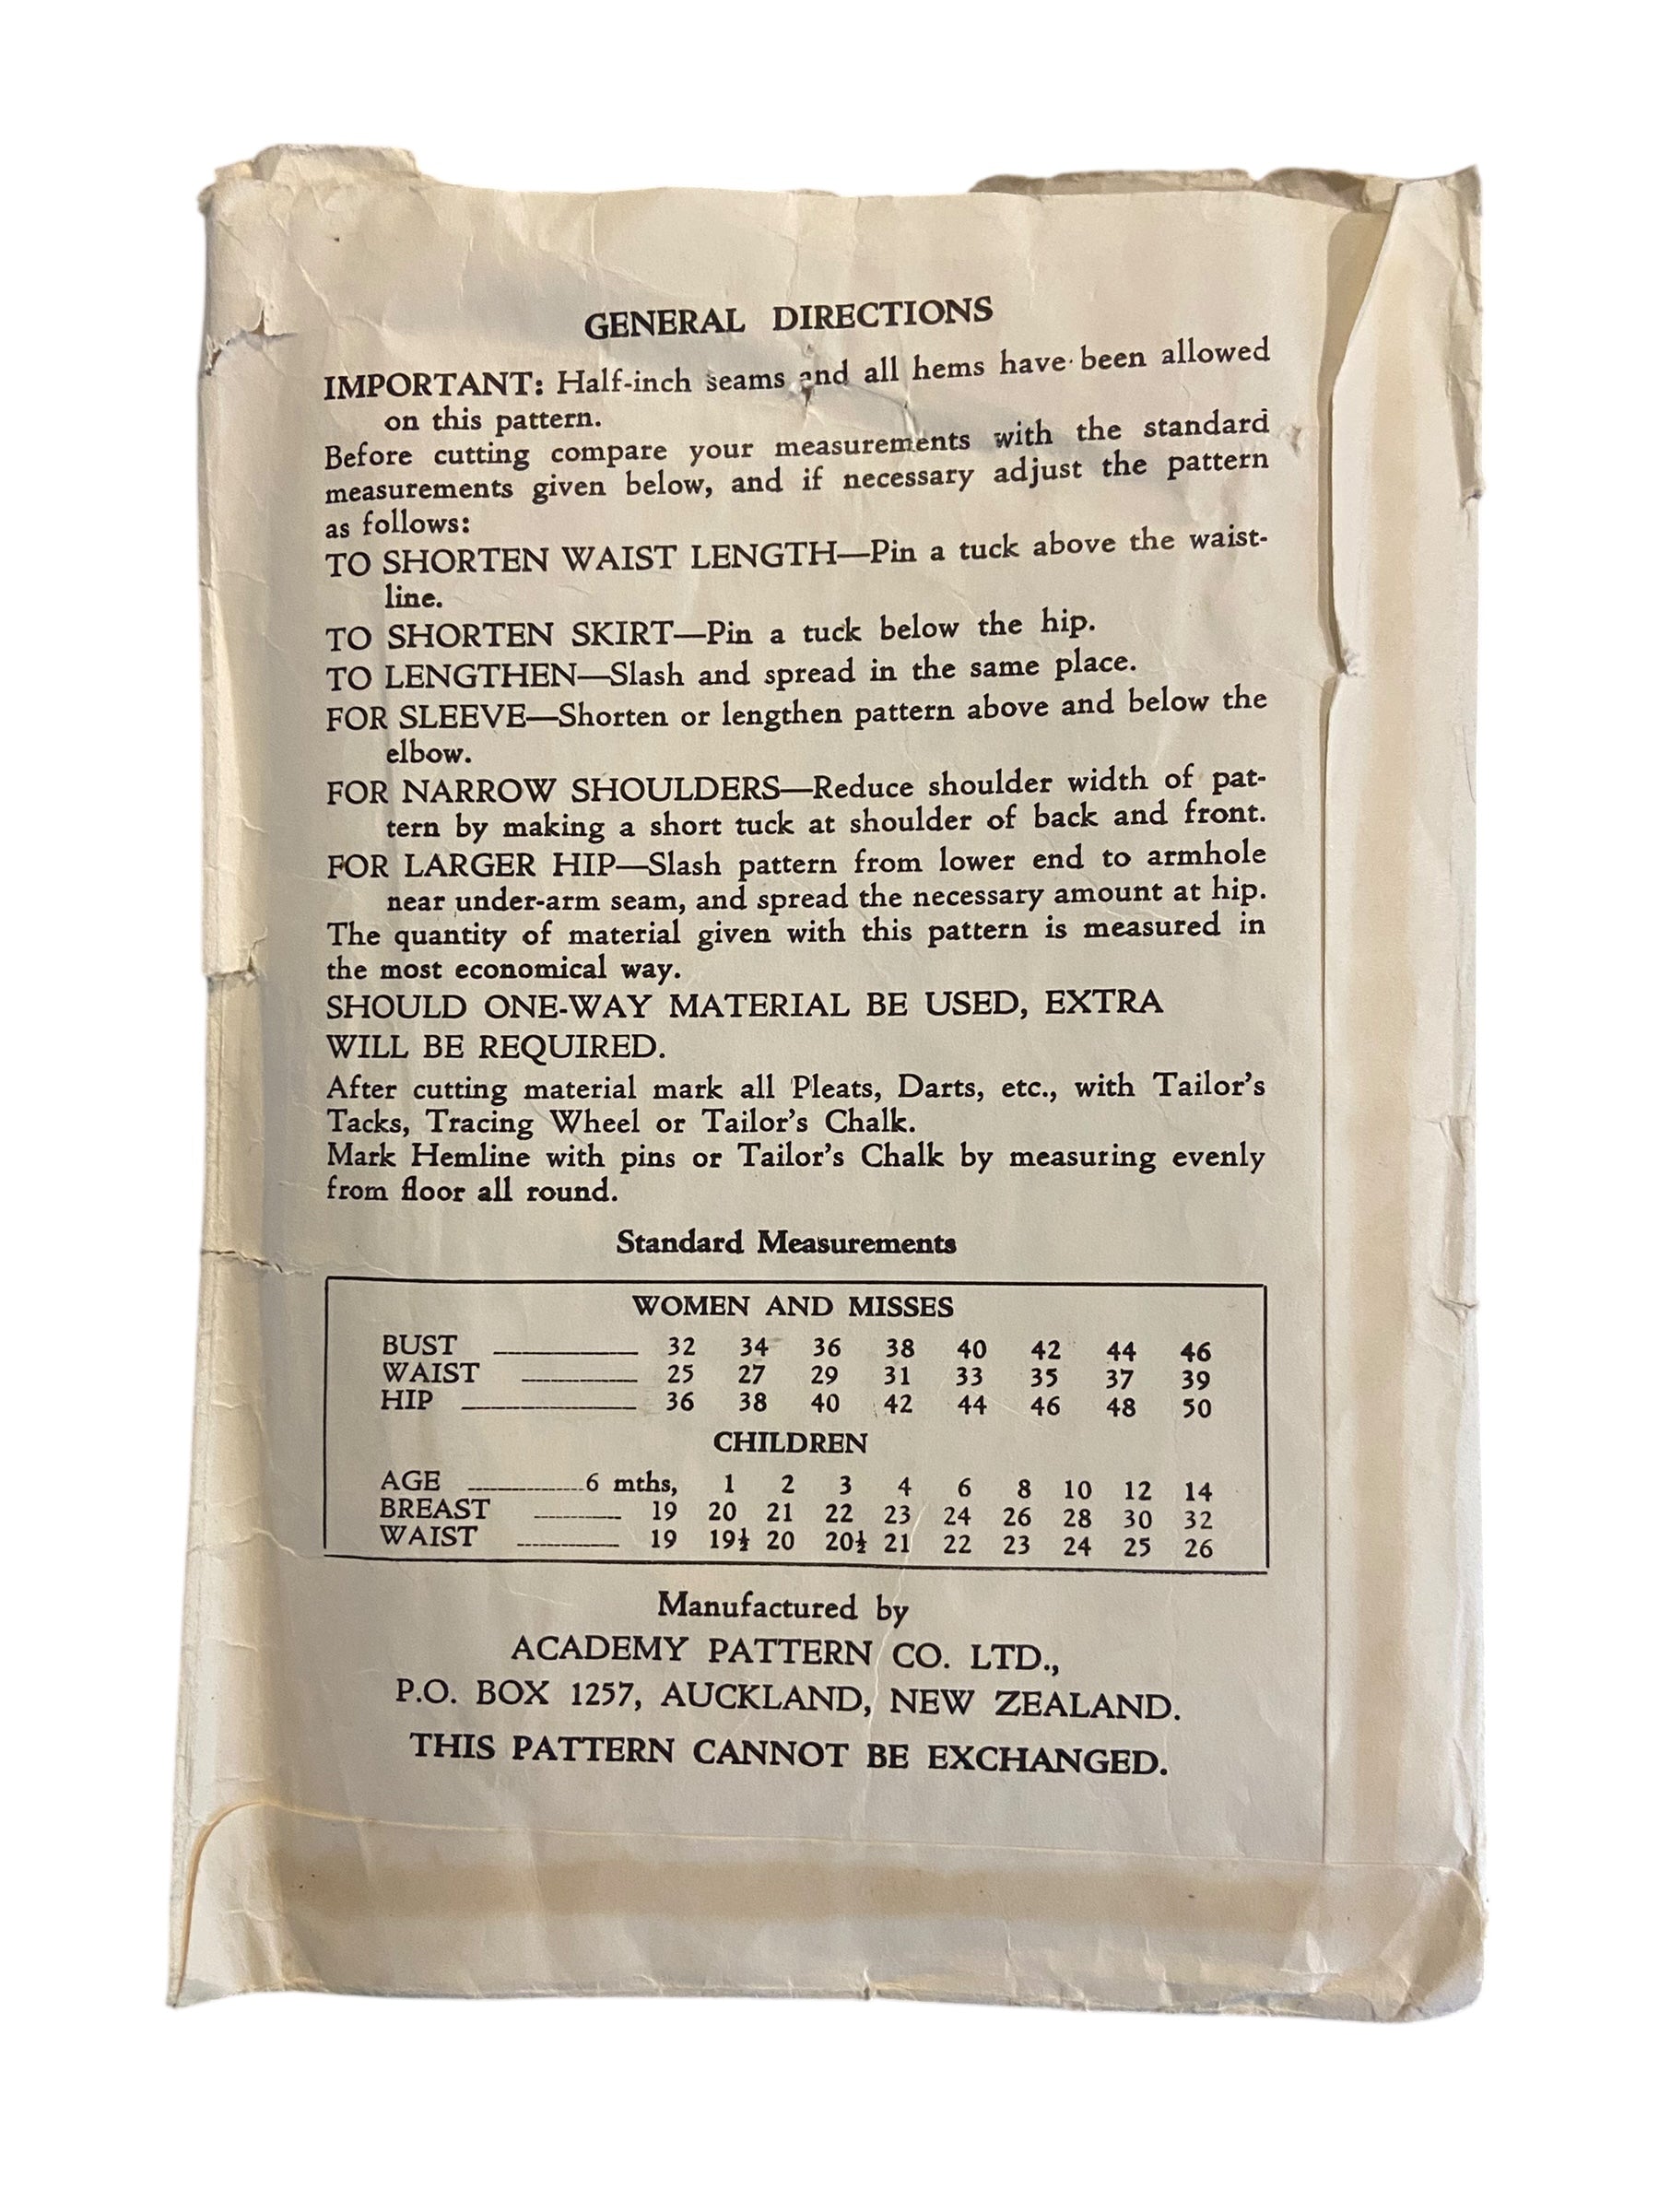 GENERAL DIRECTIONS
IMPORTANT: Half-inch seams and all hems have been allowed
on this pattern.
Before cutting compare your measurements with the standard
measurements given below, and if necessary adjust the pattern
as follows:
TO SHORTEN WAIST LENGTH—Pin a tuck above the waist-
line.
TO SHORTEN SKIRT—Pin a tuck below the hip.
TO LENGTHEN—Slash and spread in the same place.
FOR SLEEVE—Shorten or lengthen pattern above and below the
elbow.
FOR NARROW SHOULDERS—Reduce shoulder width of pat-
tern by making a short tuck at shoulder of back and front.
FOR LARGER HIP—Slash pattern from lower end to armhole
near under-arm seam, and spread the necessary amount at hip.
The quantity of material given with this pattern is measured in
the most economical way.
SHOULD ONE-WAY MATERIAL BE USED, EXTRA
WILL BE REQUIRED.
After cutting material mark all Pleats, Darts, etc., with Tailor's
Tacks, Tracing Wheel or Tailor's Chalk.
Mark Hemline with pins or Tailor's Chalk by measuring evenly
from floor all round.
Standard Measurements
WOMEN AND MISSES
BUST 32 34 36 38 40 42 44 46
WAIST 25 27 29 31 33 35 37 39
HIP 36 38 40 42 44 46 48 50
CHILDREN
AGE 6 mths, 1 2 3 4 6 8 10 12 14
BREAST 19 20 21 22 23 24 26 28 30 32
WAIST 19 19½ 20 20½ 21 22 23 24 25 26
Manufactured by
ACADEMY PATTERN CO. LTD.,
P.O. BOX 1257, AUCKLAND, NEW ZEALAND.
THIS PATTERN CANNOT BE EXCHANGED.